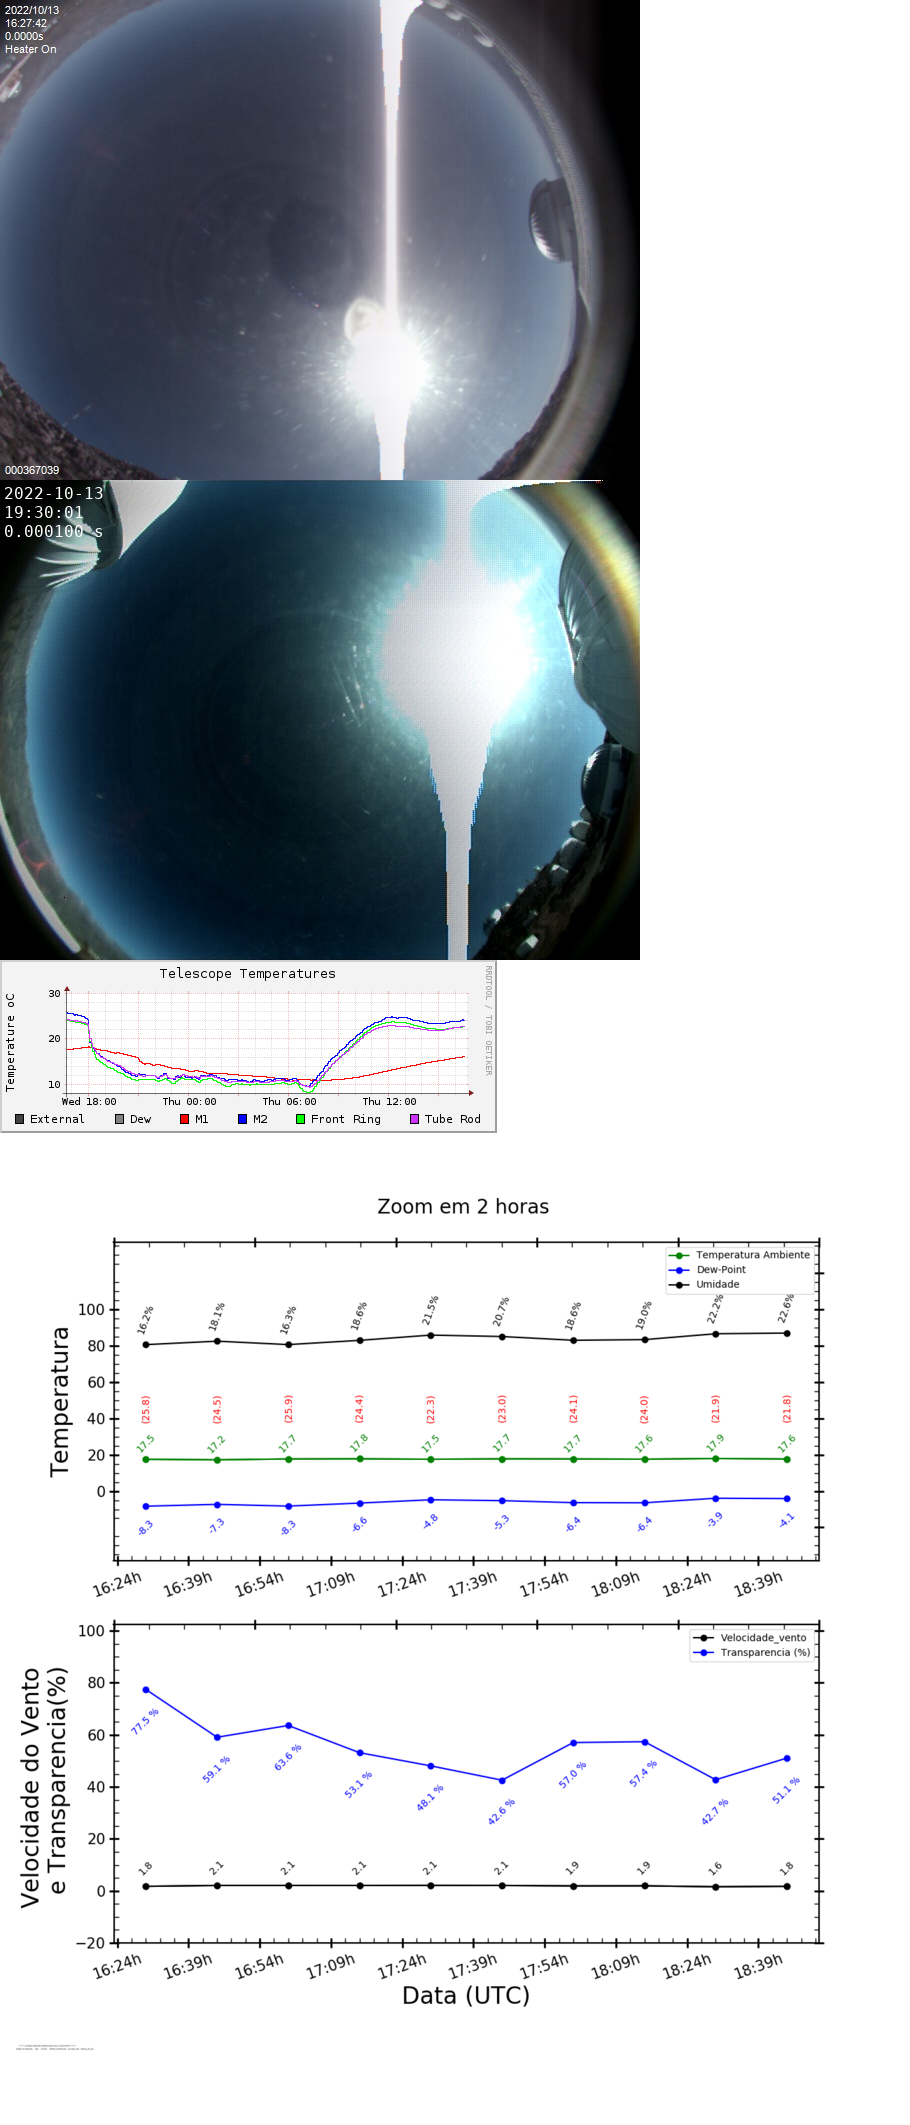 2022/10/13
16:27:42
0.0000s
Heater On
000367039
2022-10-13
19:30:01
0.000100 s
Telescope Temperatures
RRDTOOL / TOBI OETIKER
Temperature oC
30
20
10
Wed 18:00 Thu 00:00 Thu 06:00 Thu 12:00
External Dew M1 M2 Front Ring Tube Rod
Zoom em 2 horas
Temperatura Ambiente
Dew-Point
Umidade
Temperatura
100
80
60
40
20
0
16.2% 18.1% 16.3% 18.6% 21.5% 20.7% 18.6% 19.0% 22.2% 22.6%
(25.8) (24.5) (25.9) (24.4) (22.3) (23.0) (24.1) (24.0) (21.9) (21.8)
17.5 17.2 17.7 17.8 17.5 17.7 17.7 17.6 17.9 17.6
-8.3 -7.3 -8.3 -6.6 -4.8 -5.3 -6.4 -6.4 -3.9 -4.1
16:24h 16:39h 16:54h 17:09h 17:24h 17:39h 17:54h 18:09h 18:24h 18:39h
Velocidade_vento
Transparencia (%)
Velocidade do Vento
e Transparencia(%)
100
80
60
40
20
0
−20
77.5 % 59.1 % 63.6 % 53.1 % 48.1 % 42.6 % 57.0 % 57.4 % 42.7 % 51.1 %
1.8 2.1 2.1 2.1 2.1 2.1 1.9 1.9 1.6 1.8
16:24h 16:39h 16:54h 17:09h 17:24h 17:39h 17:54h 18:09h 18:24h 18:39h
Data (UTC)